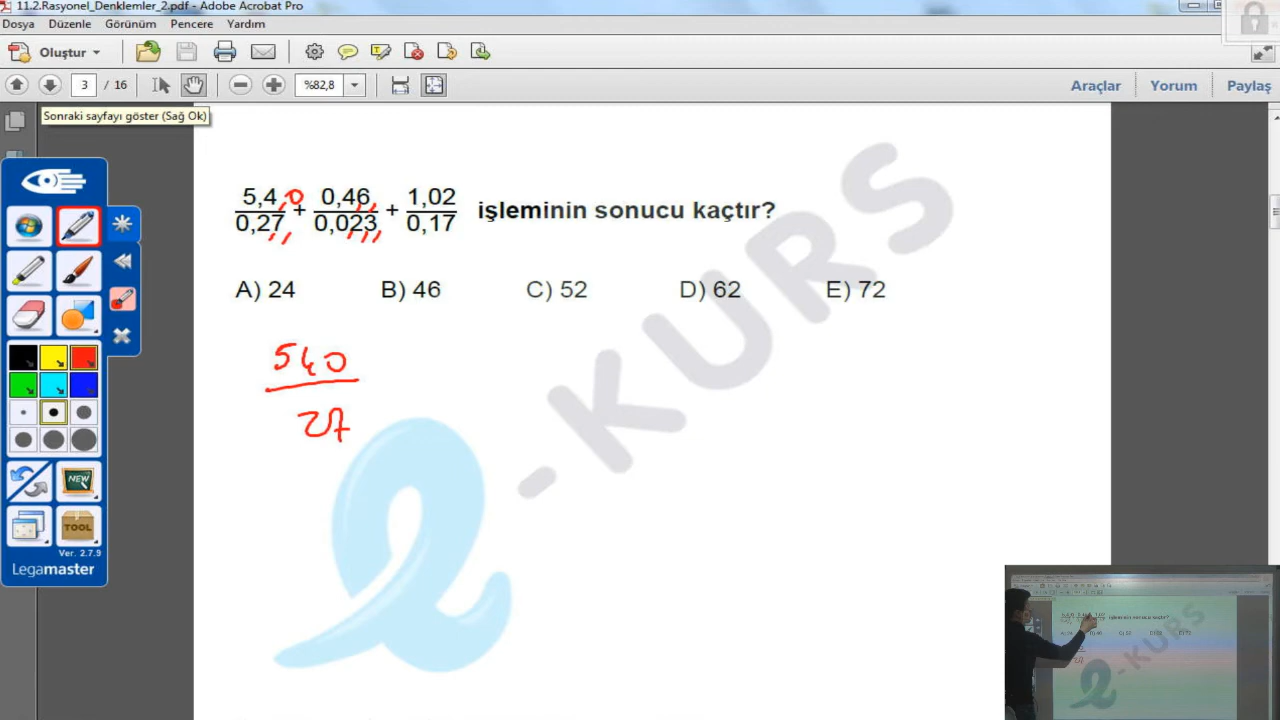 11.2.Rasyonel_Denklemler_2.pdf - Adobe Acrobat Pro
Dosya Düzenle Görünüm Pencere Yardım
Oluştur
3 / 16 %82,8 Araçlar Yorum Paylaş
Sonraki sayfayı göster (Sağ Ok)
5,4,0/0,27 + 0,46/0,023 + 1,02/0,17 işleminin sonucu kaçtır?
A) 24 B) 46 C) 52 D) 62 E) 72
540
27
NEW
TOOL
Ver. 2.7.9
Legamaster
e-KURS